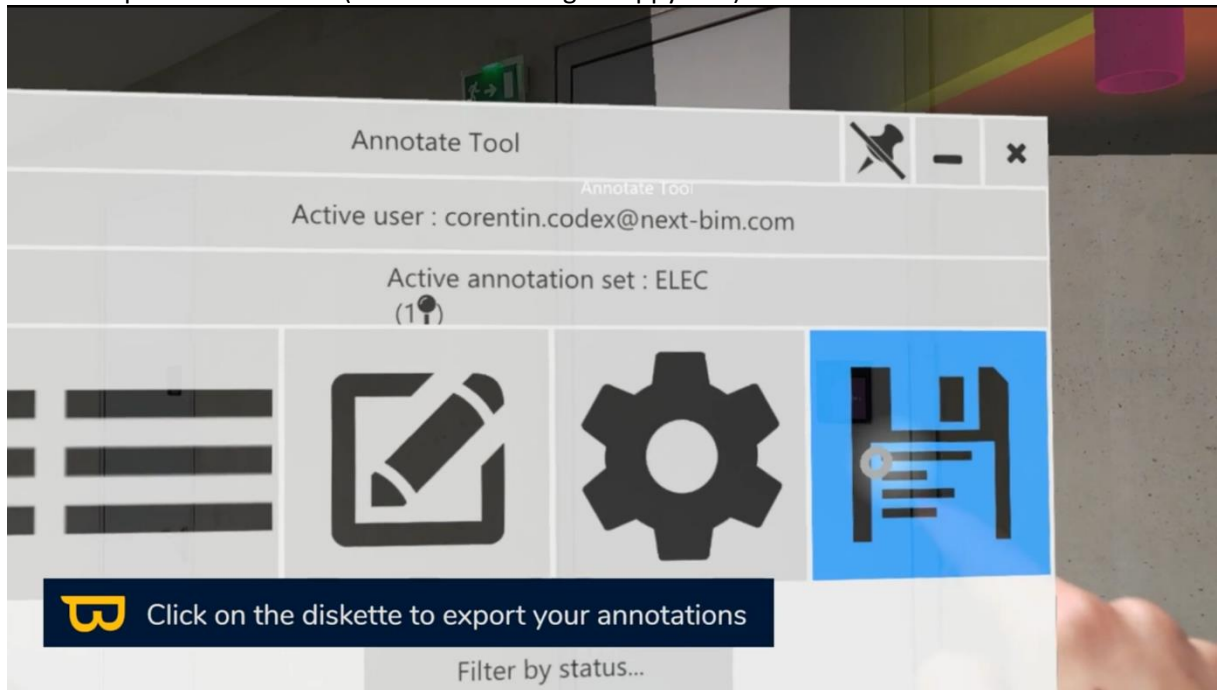 Annotate Tool
Annotate Tool
Active user : corentin.codex@next-bim.com
Active annotation set : ELEC
(1)
Click on the diskette to export your annotations
Filter by status...